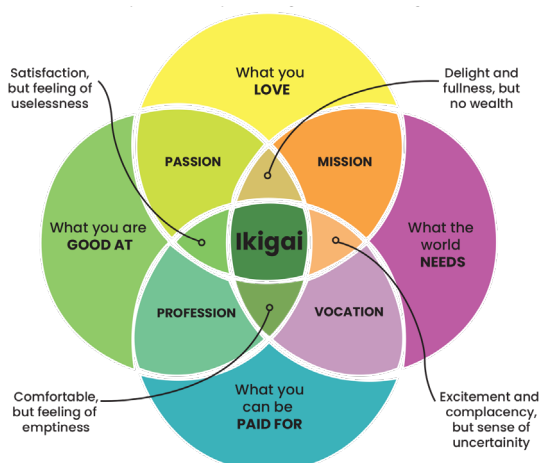 What you
LOVE
Satisfaction,
but feeling of
uselessness
Delight and
fullness, but
no wealth
PASSION
MISSION
What you are
GOOD AT
Ikigai
What the
world
NEEDS
PROFESSION
VOCATION
What you
can be
PAID FOR
Comfortable,
but feeling of
emptiness
Excitement and
complacency,
but sense of
uncertainity